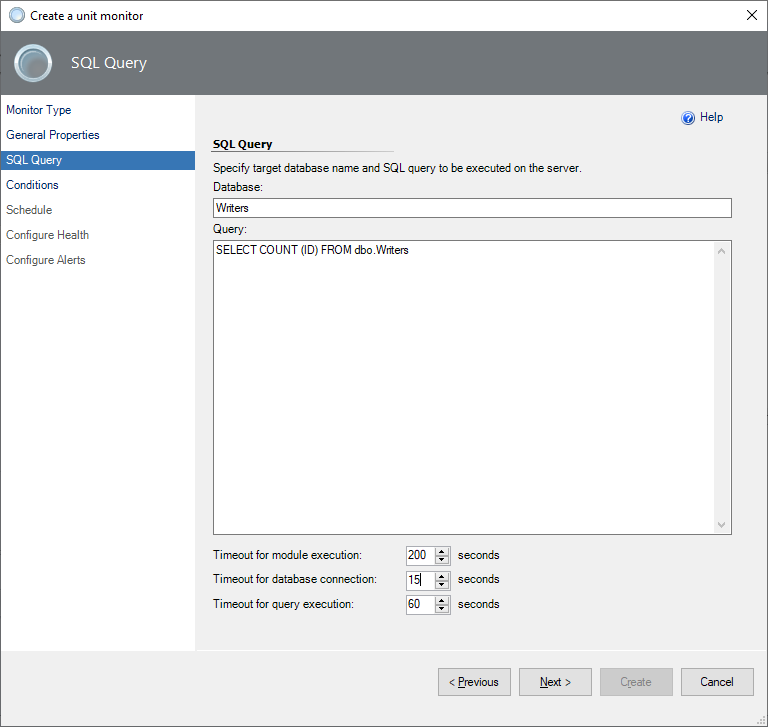 Create a unit monitor
SQL Query
Monitor Type
General Properties
SQL Query
Conditions
Schedule
Configure Health
Configure Alerts
Help
SQL Query
Specify target database name and SQL query to be executed on the server.
Database:
Writers
Query:
SELECT COUNT (ID) FROM dbo.Writers
Timeout for module execution: 200 seconds
Timeout for database connection: 15 seconds
Timeout for query execution: 60 seconds
< Previous Next > Create Cancel